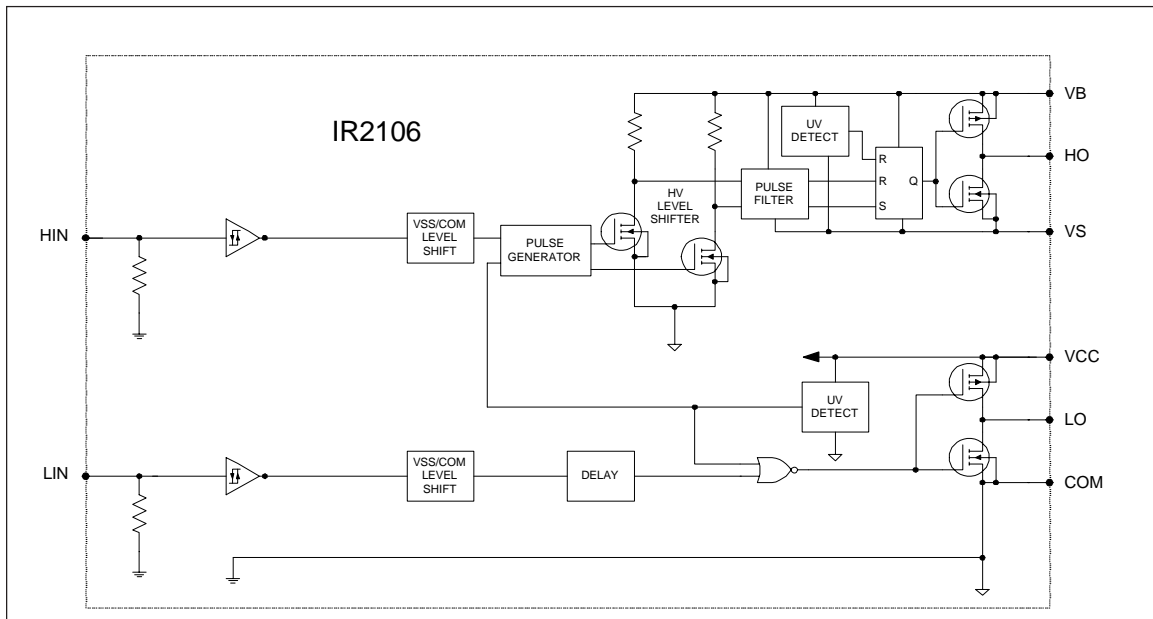 IR2106
VB
UV
DETECT
HO
R
R
Q
S
PULSE
FILTER
HV
LEVEL
SHIFTER
VS
HIN
VSS/COM
LEVEL
SHIFT
PULSE
GENERATOR
VCC
UV
DETECT
LO
LIN
VSS/COM
LEVEL
SHIFT
DELAY
COM